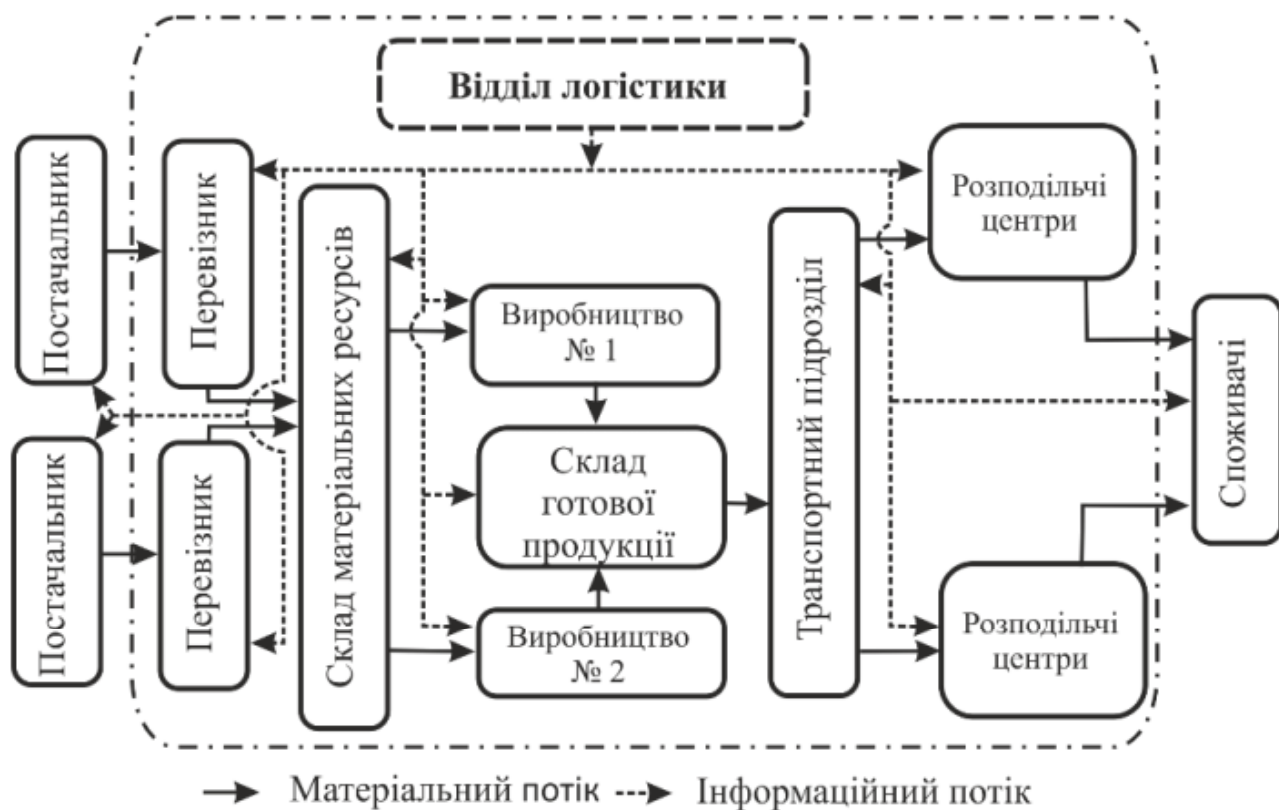 Відділ логістики
Постачальник
Перевізник
Постачальник
Перевізник
Склад матеріальних ресурсів
Виробництво
№ 1
Склад
готової
продукції
Виробництво
№ 2
Транспортний підрозділ
Розподільчі
центри
Розподільчі
центри
Споживачі
Матеріальний потік
Інформаційний потік